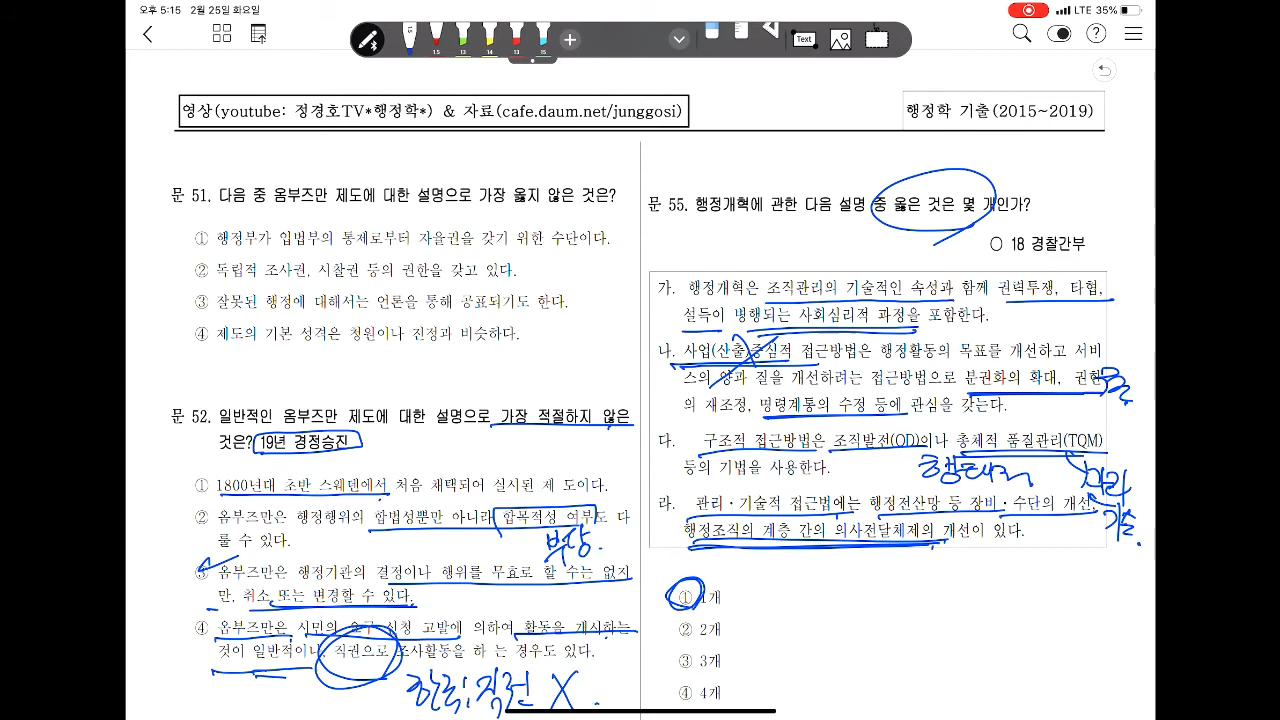 오후 5:15 2월 25일 화요일
LTE 35%
1.5 1.5 13 13 13 15
Text
영상(youtube: 정경호TV*행정학*) & 자료(cafe.daum.net/junggosi)
행정학 기출(2015~2019)
문 51. 다음 중 옴부즈만 제도에 대한 설명으로 가장 옳지 않은 것은?
① 행정부가 입법부의 통제로부터 자율권을 갖기 위한 수단이다.
② 독립적 조사권, 시찰권 등의 권한을 갖고 있다.
③ 잘못된 행정에 대해서는 언론을 통해 공표되기도 한다.
④ 제도의 기본 성격은 청원이나 진정과 비슷하다.
문 52. 일반적인 옴부즈만 제도에 대한 설명으로 가장 적절하지 않은
것은? 19년 경정승진
① 1800년대 초반 스웨덴에서 처음 채택되어 실시된 제 도이다.
② 옴부즈만은 행정행위의 합법성뿐만 아니라 합목적성 여부도 다
룰 수 있다.
부당.
③ 옴부즈만은 행정기관의 결정이나 행위를 무효로 할 수는 없지
만, 취소 또는 변경할 수 있다.
④ 옴부즈만은 시민의 요구 신청 고발에 의하여 활동을 개시하는
것이 일반적이나, 직권으로 조사활동을 하 는 경우도 있다.
한국; 직권 X.
문 55. 행정개혁에 관한 다음 설명 중 옳은 것은 몇 개인가?
○ 18 경찰간부
가. 행정개혁은 조직관리의 기술적인 속성과 함께 권력투쟁, 타협,
설득이 병행되는 사회심리적 과정을 포함한다.
나. 사업(산출)중심적 접근방법은 행정활동의 목표를 개선하고 서비
스의 양과 질을 개선하려는 접근방법으로 분권화의 확대, 권한
의 재조정, 명령계통의 수정 등에 관심을 갖는다.
다. 구조적 접근방법은 조직발전(OD)이나 총체적 품질관리(TQM)
등의 기법을 사용한다.
라. 관리·기술적 접근법에는 행정전산망 등 장비·수단의 개선,
기술.
행정조직의 계층 간의 의사전달체제의 개선이 있다.
① 1개
② 2개
③ 3개
④ 4개